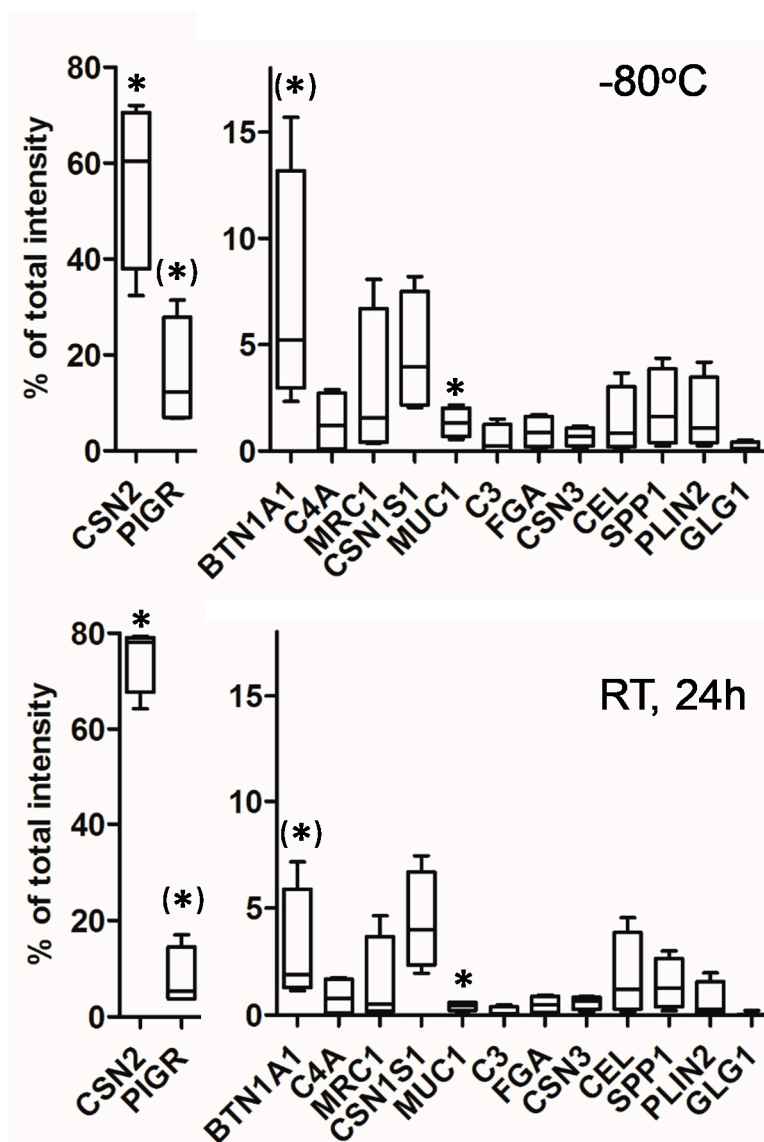 -80°C
% of total intensity
80
60
40
20
0
*
(*)
CSN2
PIGR
15
10
5
0
(*)
*
BTN1A1
C4A
MRC1
CSN1S1
MUC1
C3
FGA
CSN3
CEL
SPP1
PLIN2
GLG1
RT, 24h
% of total intensity
80
60
40
20
0
*
(*)
CSN2
PIGR
15
10
5
0
(*)
*
BTN1A1
C4A
MRC1
CSN1S1
MUC1
C3
FGA
CSN3
CEL
SPP1
PLIN2
GLG1